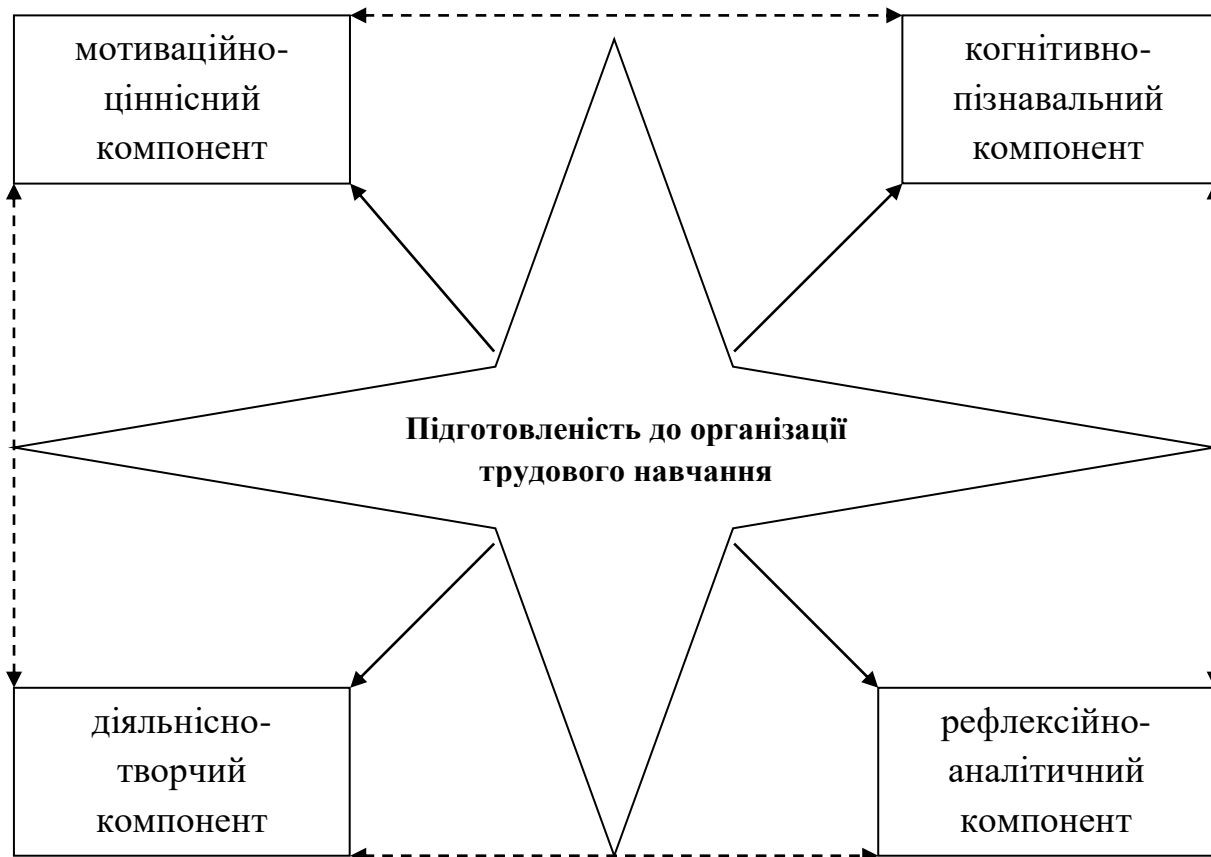 мотиваційно-
ціннісний
компонент
когнітивно-
пізнавальний
компонент
Підготовленість до організації
трудового навчання
діяльнісно-
творчий
компонент
рефлексійно-
аналітичний
компонент